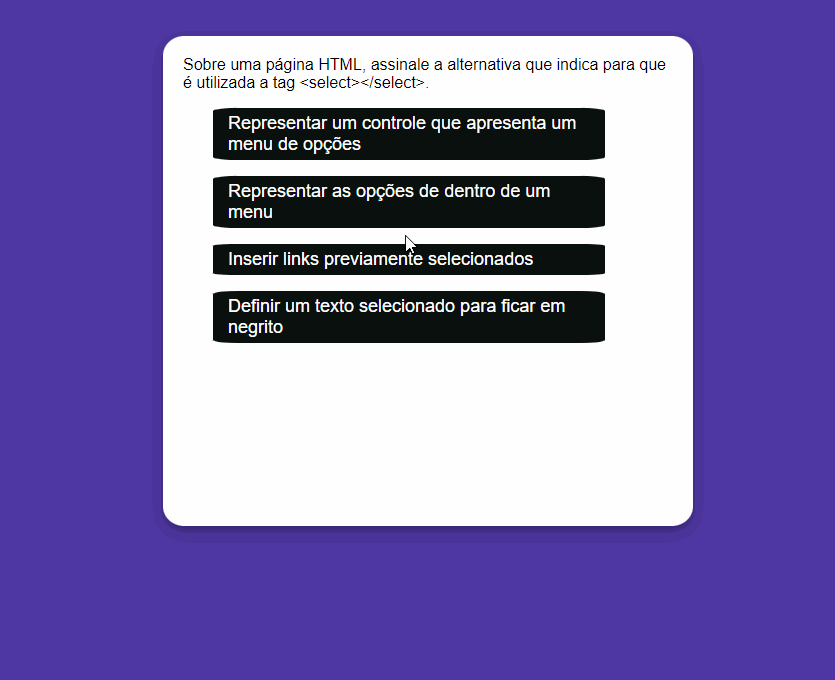 Sobre uma página HTML, assinale a alternativa que indica para que
é utilizada a tag <select></select>.
Representar um controle que apresenta um
menu de opções
Representar as opções de dentro de um
menu
Inserir links previamente selecionados
Definir um texto selecionado para ficar em
negrito